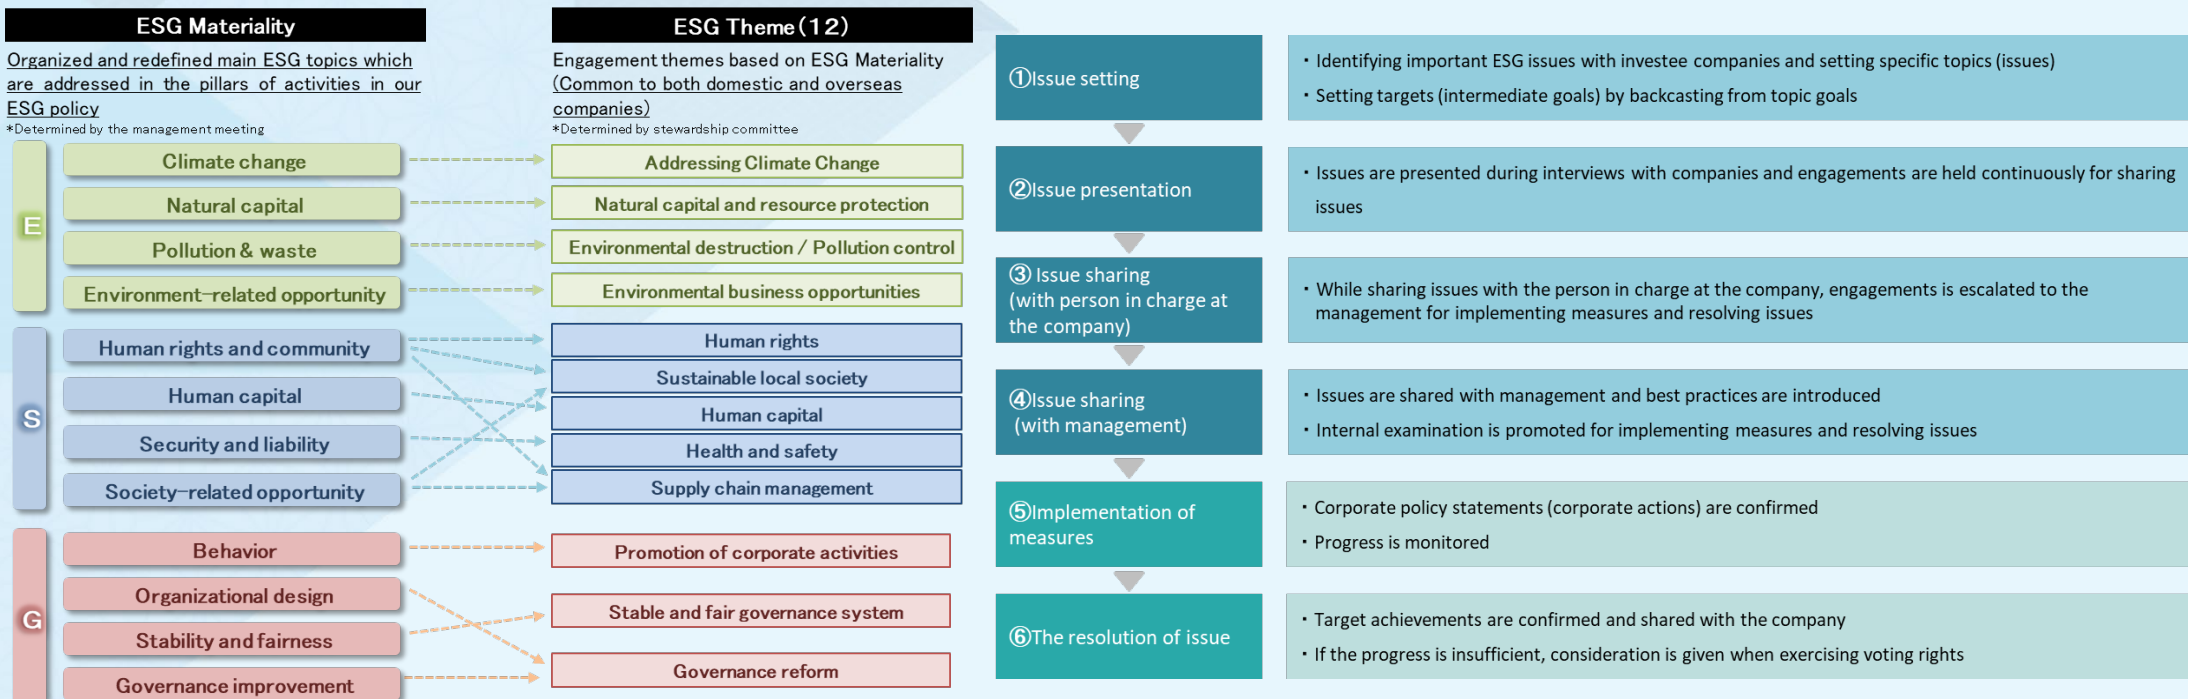 ESG Materiality
Organized and redefined main ESG topics which
are addressed in the pillars of activities in our
ESG policy
*Determined by the management meeting
E
Climate change
Natural capital
Pollution & waste
Environment-related opportunity
S
Human rights and community
Human capital
Security and liability
Society-related opportunity
G
Behavior
Organizational design
Stability and fairness
Governance improvement
ESG Theme(12)
Engagement themes based on ESG Materiality
(Common to both domestic and overseas
companies)
*Determined by stewardship committee
Addressing Climate Change
Natural capital and resource protection
Environmental destruction / Pollution control
Environmental business opportunities
Human rights
Sustainable local society
Human capital
Health and safety
Supply chain management
Promotion of corporate activities
Stable and fair governance system
Governance reform
①Issue setting
・Identifying important ESG issues with investee companies and setting specific topics (issues)
・Setting targets (intermediate goals) by backcasting from topic goals
②Issue presentation
・Issues are presented during interviews with companies and engagements are held continuously for sharing
issues
③ Issue sharing
(with person in charge at
the company)
・While sharing issues with the person in charge at the company, engagements is escalated to the
management for implementing measures and resolving issues
④Issue sharing
(with management)
・Issues are shared with management and best practices are introduced
・Internal examination is promoted for implementing measures and resolving issues
⑤Implementation of
measures
・Corporate policy statements (corporate actions) are confirmed
・Progress is monitored
⑥The resolution of issue
・Target achievements are confirmed and shared with the company
・If the progress is insufficient, consideration is given when exercising voting rights